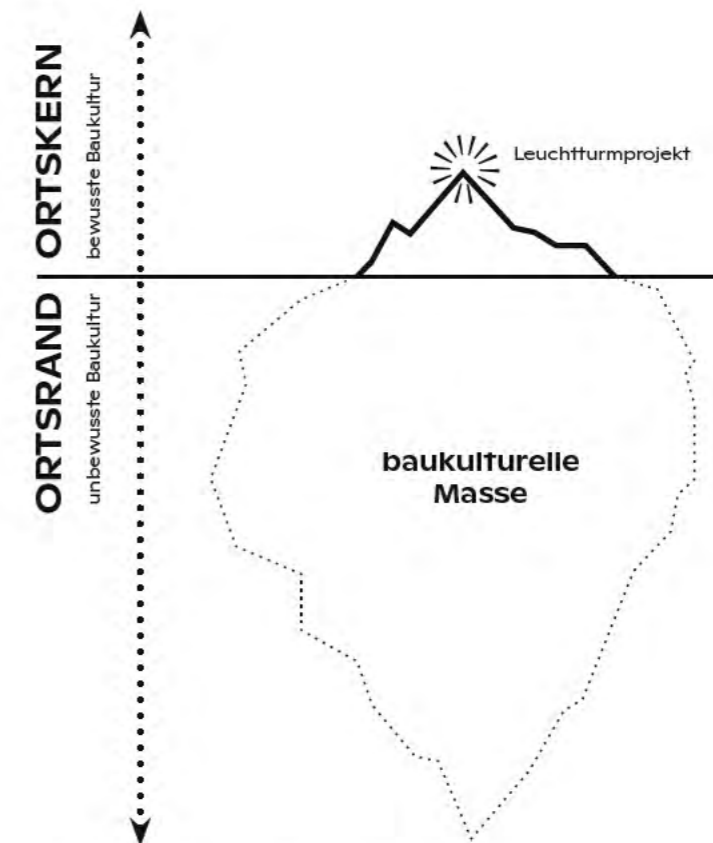 ORTSKERN
bewusste Baukultur
Leuchtturmprojekt
ORTSRAND
unbewusste Baukultur
baukulturelle
Masse